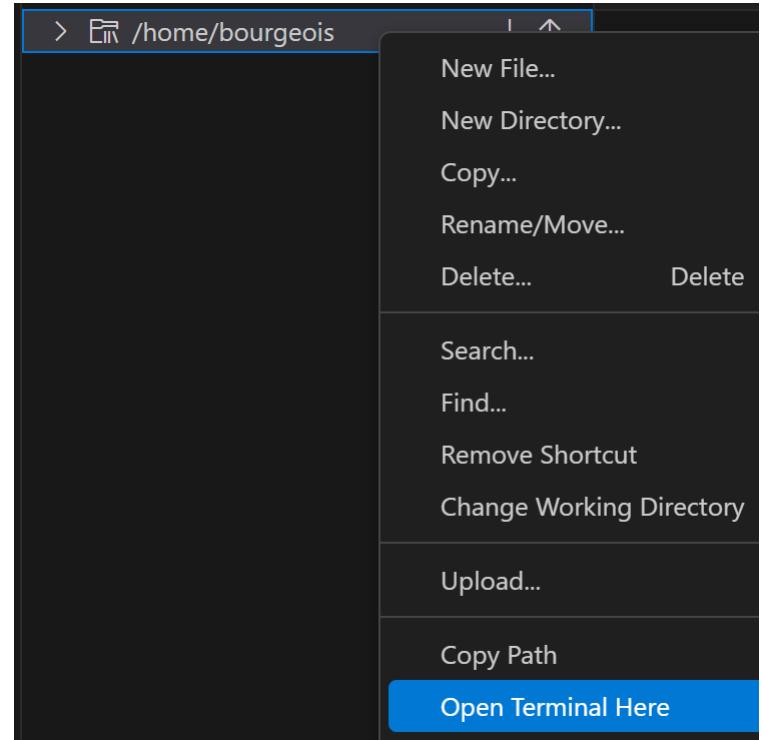 /home/bourgeois
New File...
New Directory...
Copy...
Rename/Move...
Delete... Delete
Search...
Find...
Remove Shortcut
Change Working Directory
Upload...
Copy Path
Open Terminal Here